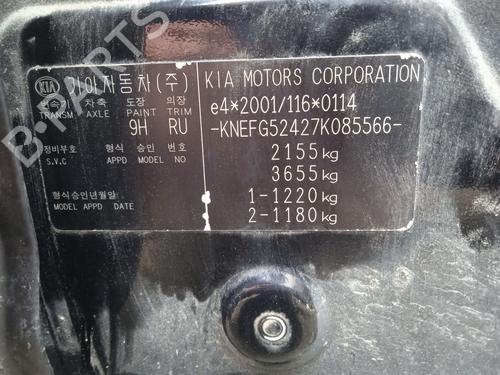 KIA 기아자동차(주)
변속기 차축 도장 의장
TRANSM AXLE PAINT TRIM
9H RU
정비부호 형식 승인 번호
S.V.C APPD MODEL NO
형식승인년월일
MODEL APPD DATE
KIA MOTORS CORPORATION
e4*2001/116*0114
-KNEFG52427K085566-
2155kg
3655kg
1-1220kg
2-1180kg
B-PARTS